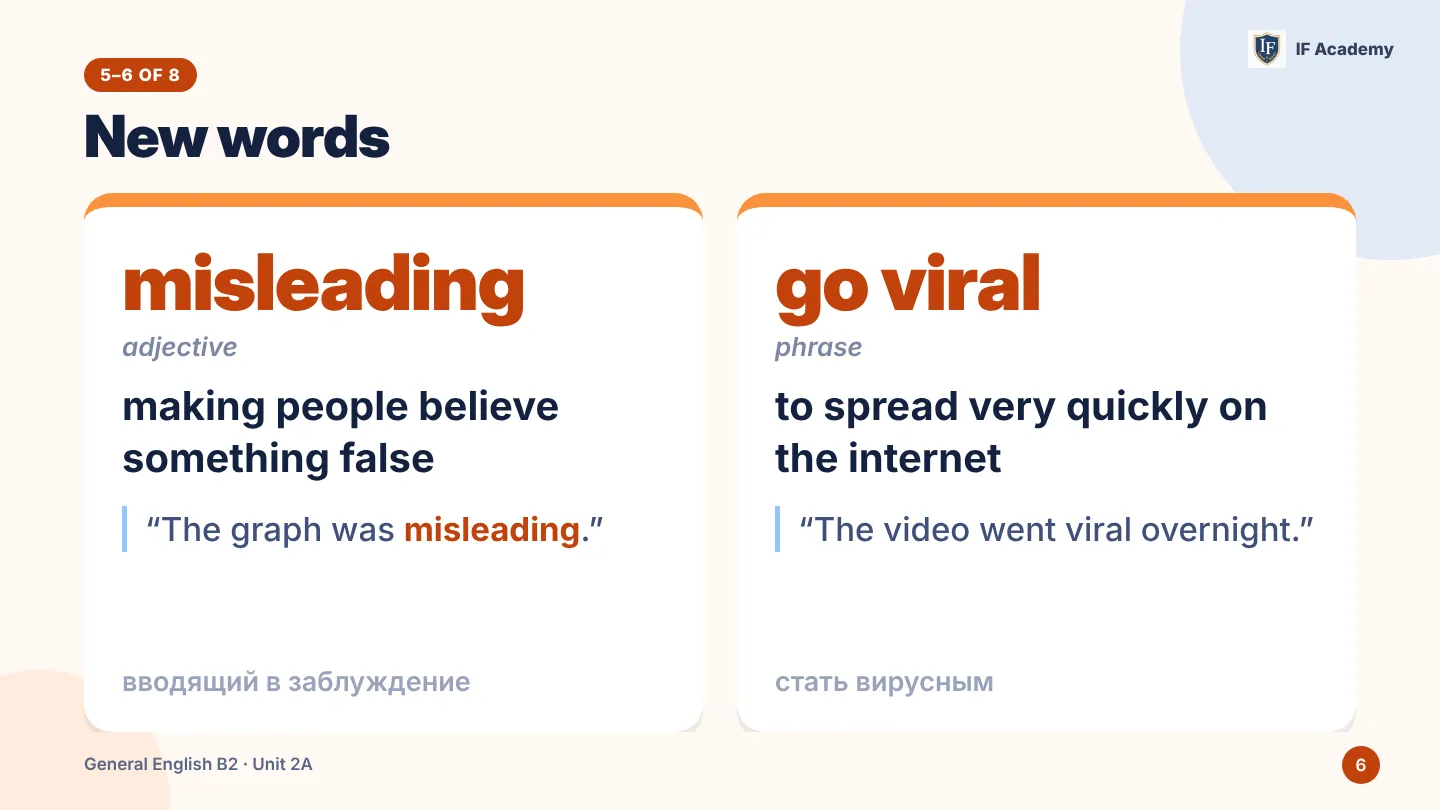 IF
IF Academy
5–6 OF 8
New words
misleading
adjective
making people believe
something false
“The graph was misleading.”
вводящий в заблуждение
go viral
phrase
to spread very quickly on
the internet
“The video went viral overnight.”
стать вирусным
General English B2 · Unit 2A
6